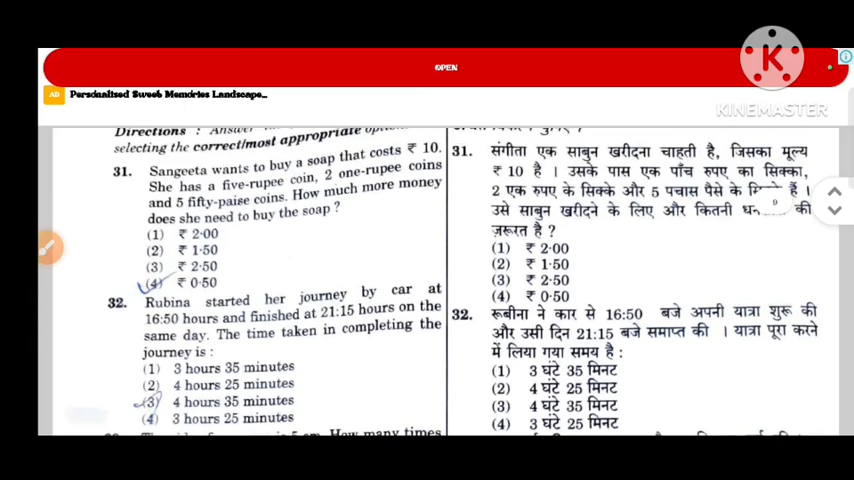 OPEN
AD Personalised Sweet Memories Landscape...
KINEMASTER
Directions : Answer
selecting the correct/most appropriate
31. Sangeeta wants to buy a soap that costs ₹ 10.
She has a five-rupee coin, 2 one-rupee coins
and 5 fifty-paise coins. How much more money
does she need to buy the soap ?
(1) ₹ 2·00
(2) ₹ 1·50
(3) ₹ 2·50
(4) ₹ 0·50
32. Rubina started her journey by car at
16:50 hours and finished at 21:15 hours on the
same day. The time taken in completing the
journey is :
(1) 3 hours 35 minutes
(2) 4 hours 25 minutes
(3) 4 hours 35 minutes
(4) 3 hours 25 minutes
5 cm. How many times
31. संगीता एक साबुन खरीदना चाहती है, जिसका मूल्य
₹ 10 है । उसके पास एक पाँच रुपए का सिक्का,
2 एक रुपए के सिक्के और 5 पचास पैसे के हैं ।
उसे साबुन खरीदने के लिए और कितनी की
ज़रूरत है ?
(1) ₹ 2·00
(2) ₹ 1·50
(3) ₹ 2·50
(4) ₹ 0·50
32. रूबीना ने कार से 16:50 बजे अपनी यात्रा शुरू की
और उसी दिन 21:15 बजे समाप्त की । यात्रा पूरा करने
में लिया गया समय है :
(1) 3 घंटे 35 मिनट
(2) 4 घंटे 25 मिनट
(3) 4 घंटे 35 मिनट
(4) 3 घंटे 25 मिनट
9